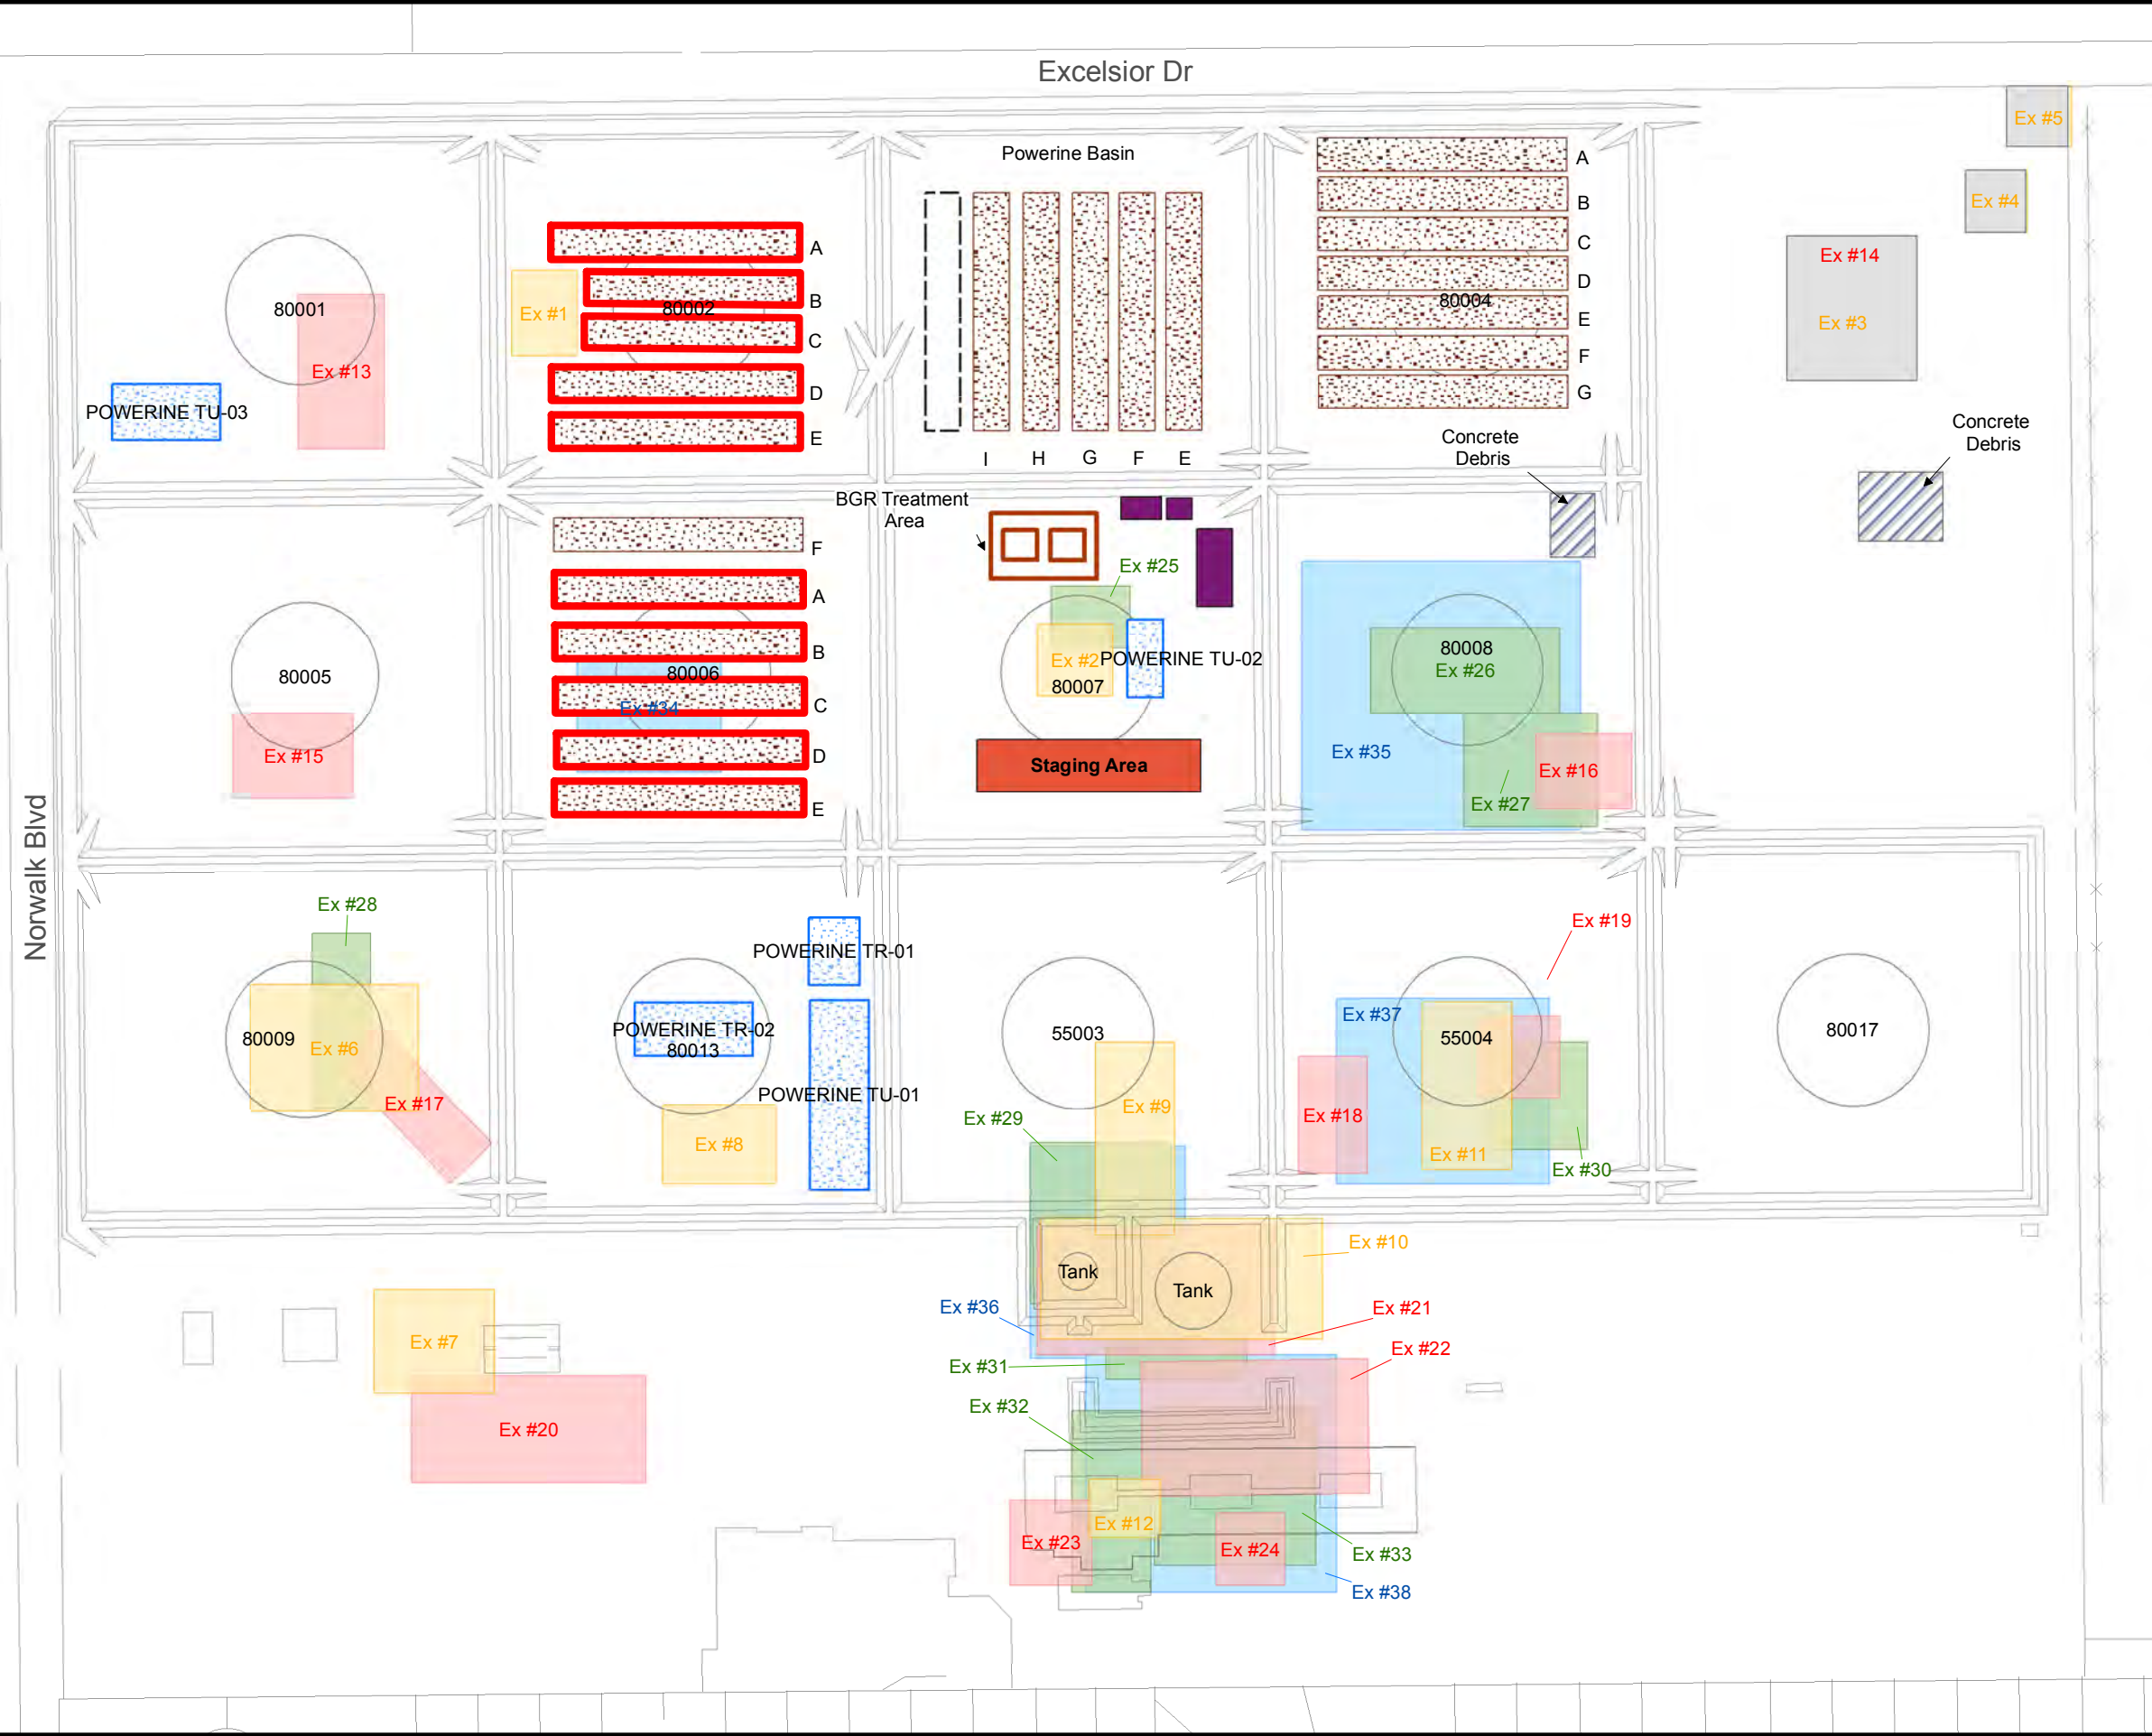 Excelsior Dr
Norwalk Blvd
Ex #5
Ex #4
Ex #14
Ex #3
Concrete
Debris
Powerine Basin
I
H
G
F
E
A
B
C
D
E
F
G
80004
80001
Ex #13
POWERINE TU-03
Ex #1
80002
A
B
C
D
E
Concrete
Debris
BGR Treatment
Area
F
A
B
C
D
E
80006
Ex #34
80005
Ex #15
Ex #25
Ex #2
POWERINE TU-02
80007
Staging Area
80008
Ex #26
Ex #35
Ex #16
Ex #27
Ex #28
80009
Ex #6
Ex #17
POWERINE TR-01
POWERINE TR-02
80013
POWERINE TU-01
Ex #8
55003
Ex #9
Ex #29
Ex #19
Ex #37
55004
Ex #18
Ex #11
Ex #30
80017
Ex #10
Tank
Tank
Ex #36
Ex #21
Ex #22
Ex #31
Ex #32
Ex #7
Ex #20
Ex #12
Ex #23
Ex #24
Ex #33
Ex #38